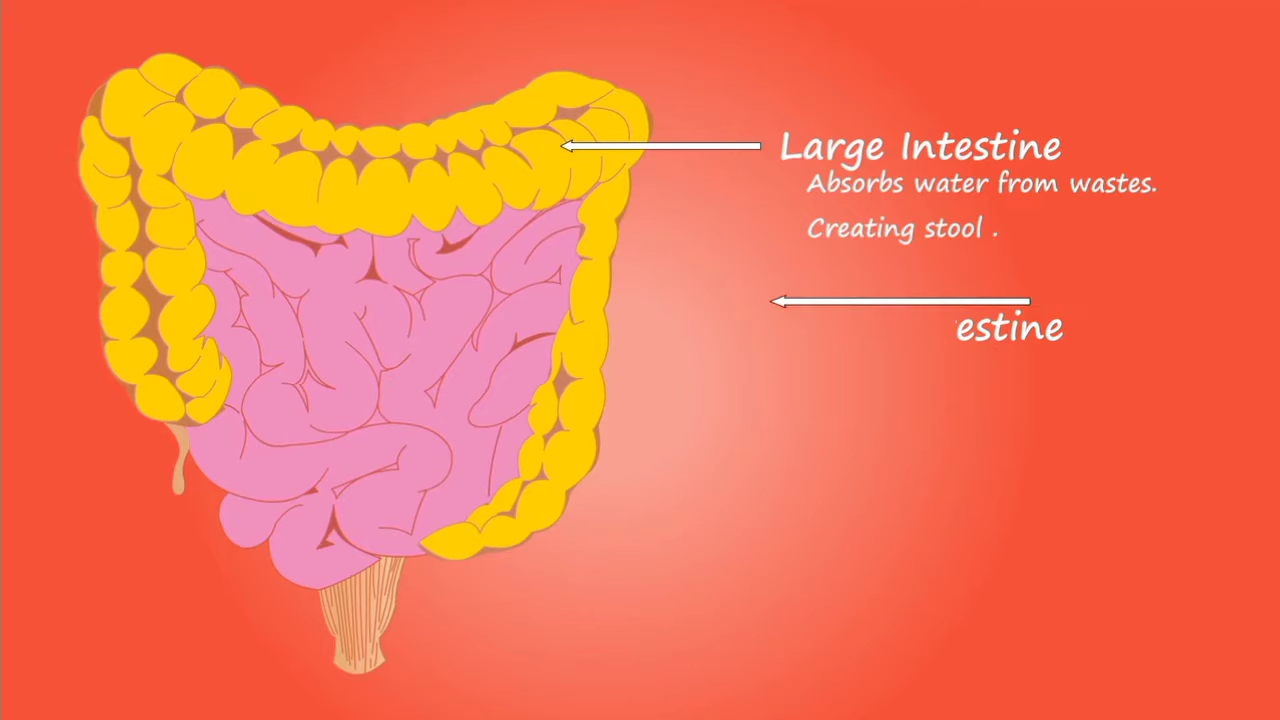 Large Intestine
Absorbs water from wastes.
Creating stool .
estine